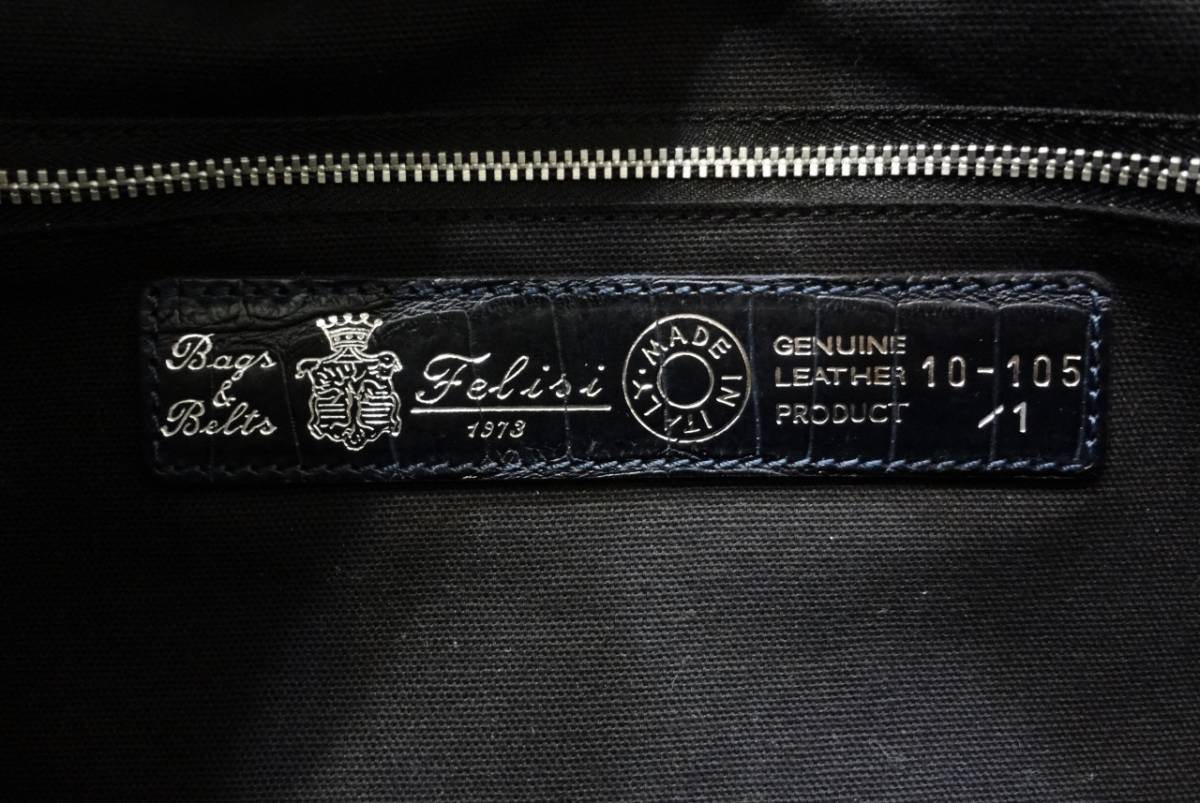 Bags
&
Belts
Felisi
1973
MADE IN ITALY
GENUINE
LEATHER
PRODUCT
10-105
/1